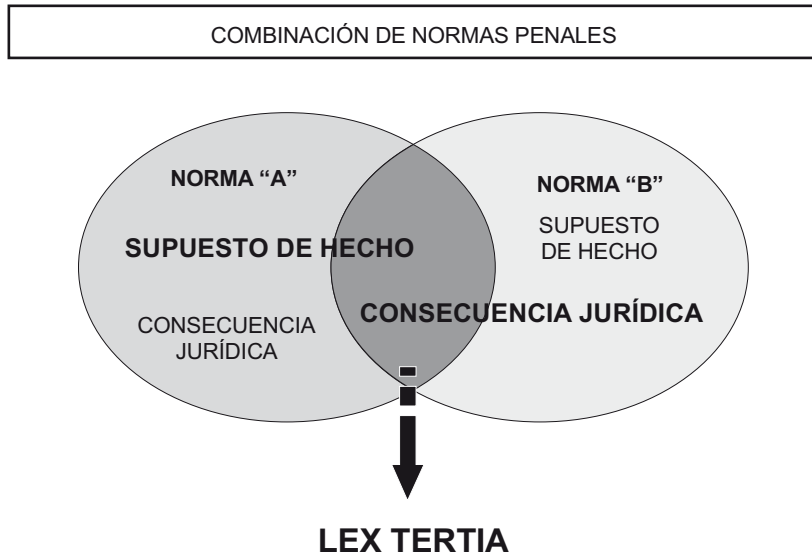 COMBINACIÓN DE NORMAS PENALES
NORMA “A”
SUPUESTO DE HECHO
CONSECUENCIA
JURÍDICA
NORMA “B”
SUPUESTO
DE HECHO
CONSECUENCIA JURÍDICA
LEX TERTIA